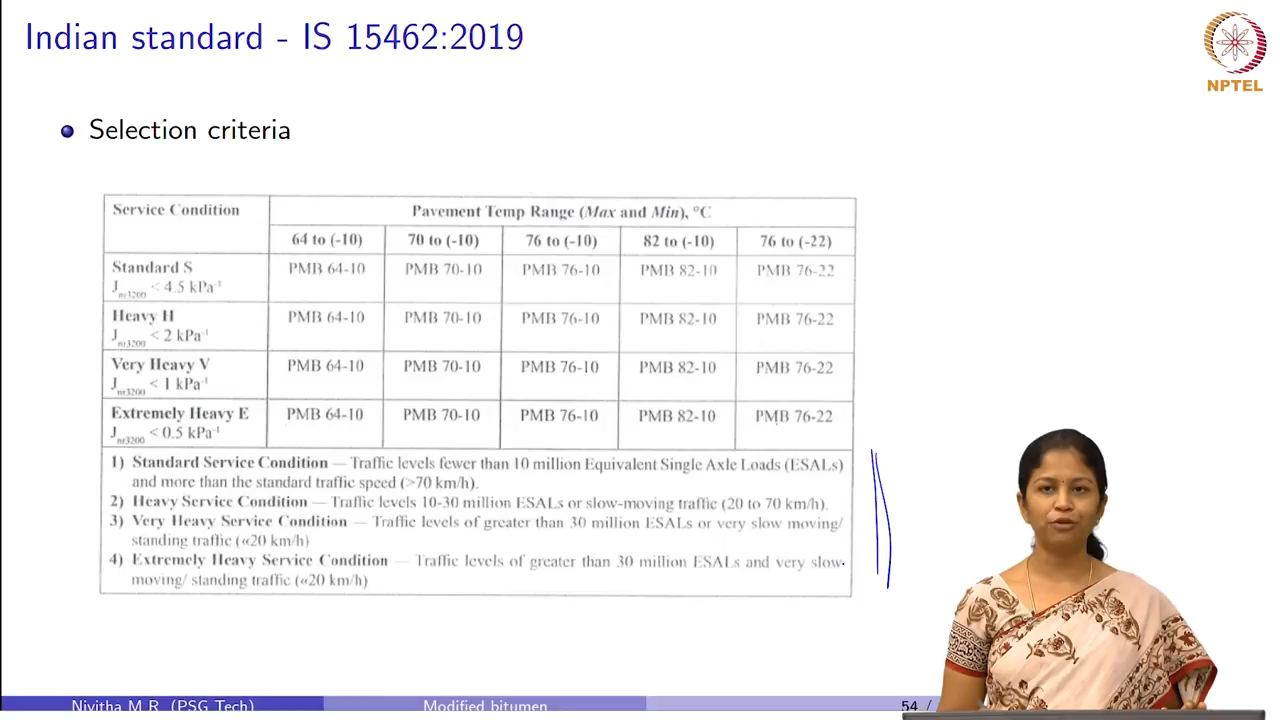 Indian standard - IS 15462:2019
NPTEL
Selection criteria
Service Condition
Pavement Temp Range (Max and Min), °C
64 to (-10) 70 to (-10) 76 to (-10) 82 to (-10) 76 to (-22)
Standard S PMB 64-10 PMB 70-10 PMB 76-10 PMB 82-10 PMB 76-22
Jnr3200 < 4.5 kPa-1
Heavy H PMB 64-10 PMB 70-10 PMB 76-10 PMB 82-10 PMB 76-22
Jnr3200 < 2 kPa-1
Very Heavy V PMB 64-10 PMB 70-10 PMB 76-10 PMB 82-10 PMB 76-22
Jnr3200 < 1 kPa-1
Extremely Heavy E PMB 64-10 PMB 70-10 PMB 76-10 PMB 82-10 PMB 76-22
Jnr3200 < 0.5 kPa-1
1) Standard Service Condition — Traffic levels fewer than 10 million Equivalent Single Axle Loads (ESALs)
and more than the standard traffic speed (>70 km/h).
2) Heavy Service Condition — Traffic levels 10-30 million ESALs or slow-moving traffic (20 to 70 km/h).
3) Very Heavy Service Condition — Traffic levels of greater than 30 million ESALs or very slow moving/
standing traffic («20 km/h)
4) Extremely Heavy Service Condition — Traffic levels of greater than 30 million ESALs and very slow
moving/ standing traffic («20 km/h)
Nivitha M.R. (PSG Tech) Modified bitumen 54 /